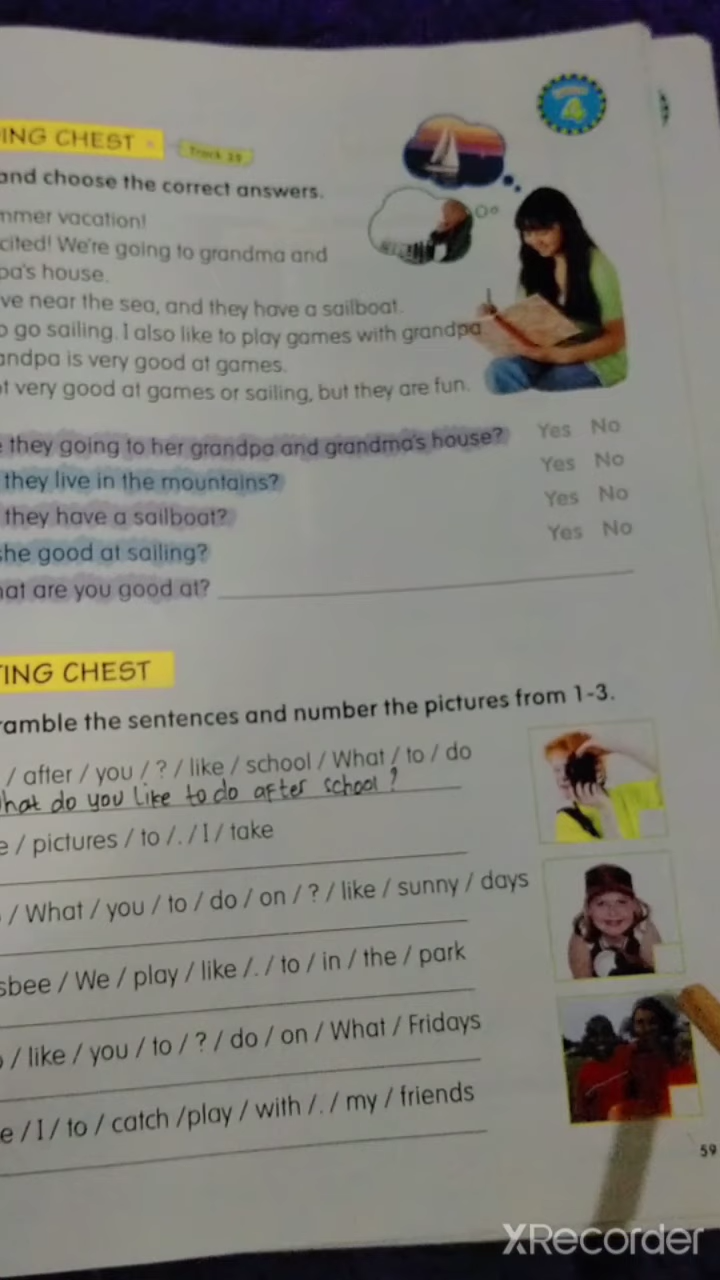 4
ING CHEST
Track 25
and choose the correct answers.
mmer vacation!
cited! We're going to grandma and
pa's house.
ve near the sea, and they have a sailboat.
o go sailing. I also like to play games with grandpa
andpa is very good at games.
ot very good at games or sailing, but they are fun.
e they going to her grandpa and grandma's house? Yes No
they live in the mountains? Yes No
they have a sailboat? Yes No
she good at sailing? Yes No
hat are you good at?
TING CHEST
ramble the sentences and number the pictures from 1-3.
/ after / you / ? / like / school / What / to / do
hat do you like to do after school?
e / pictures / to / . / I / take
/ What / you / to / do / on / ? / like / sunny / days
sbee / We / play / like / . / to / in / the / park
o / like / you / to / ? / do / on / What / Fridays
e / I / to / catch /play / with / . / my / friends
59
XRecorder